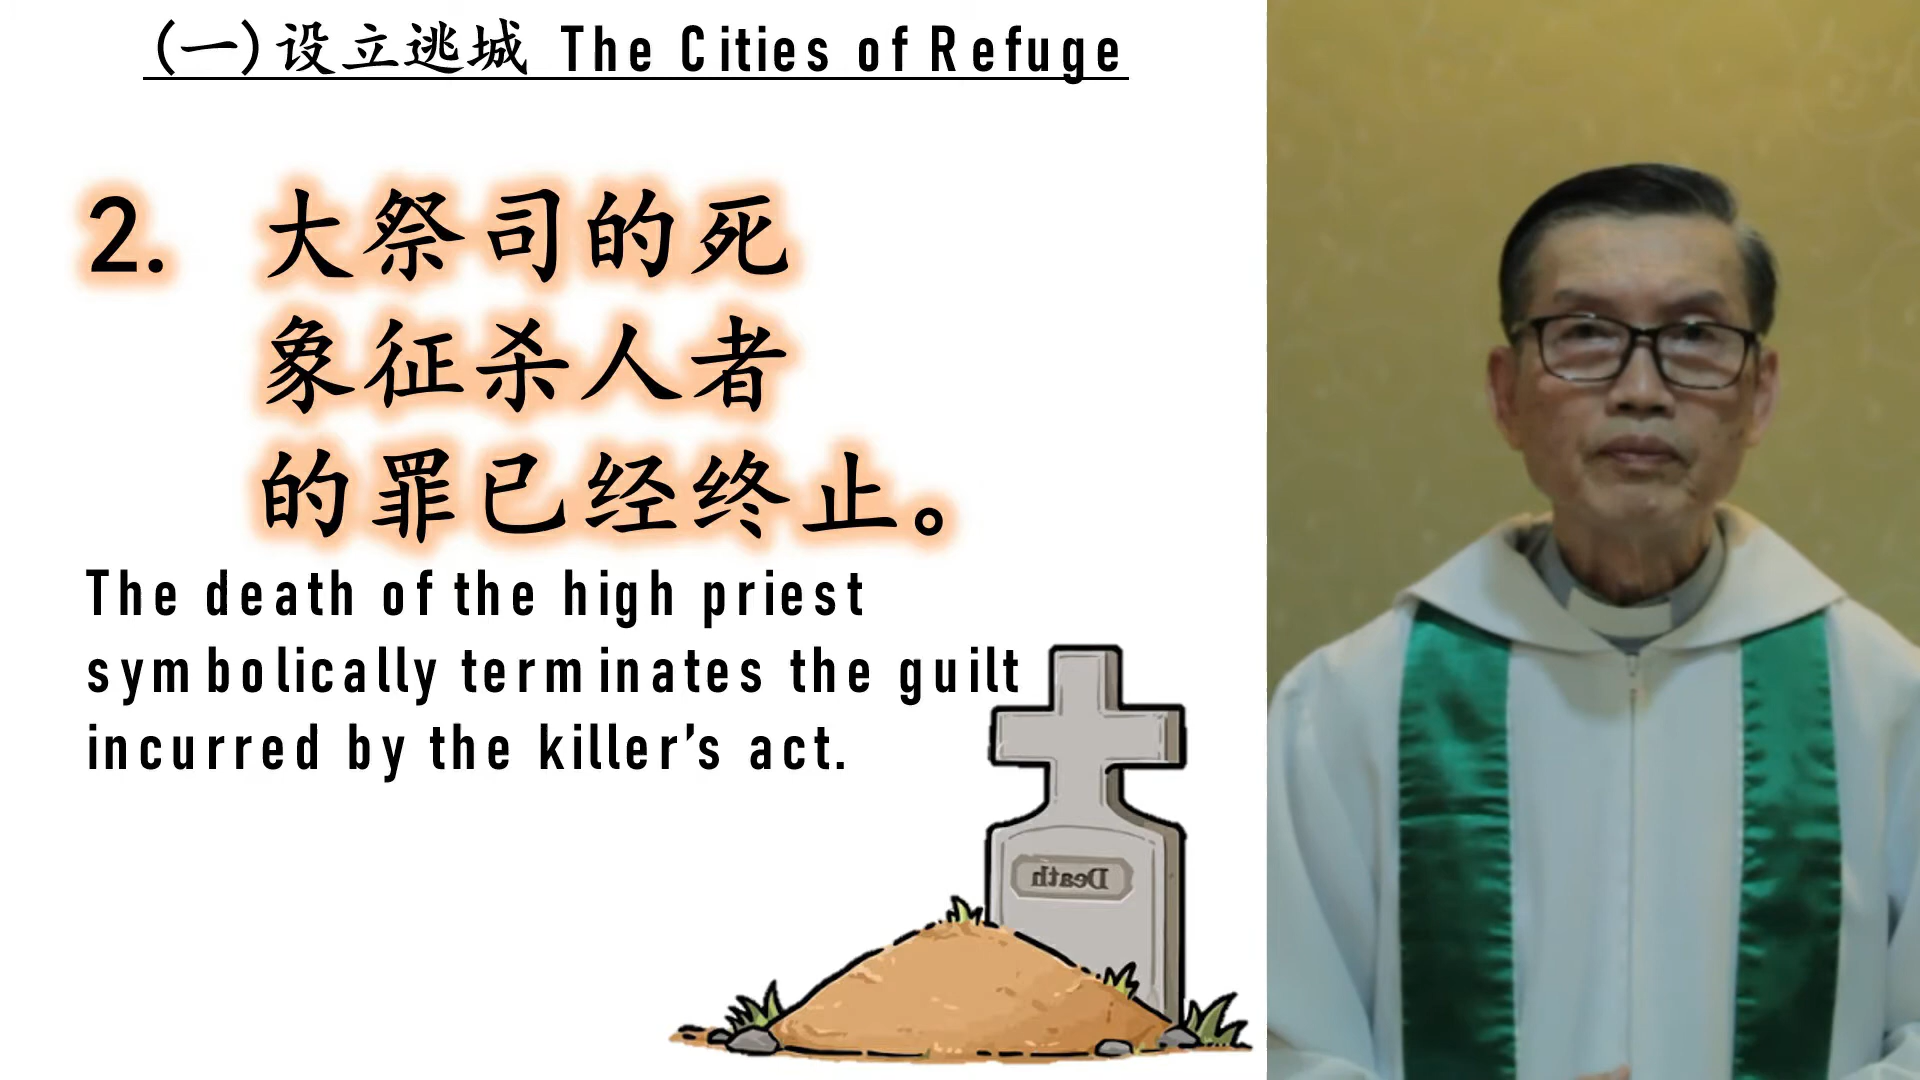 (一)设立逃城 The Cities of Refuge
2. 大祭司的死
象征杀人者
的罪已经终止。
The death of the high priest
symbolically terminates the guilt
incurred by the killer’s act.
Death